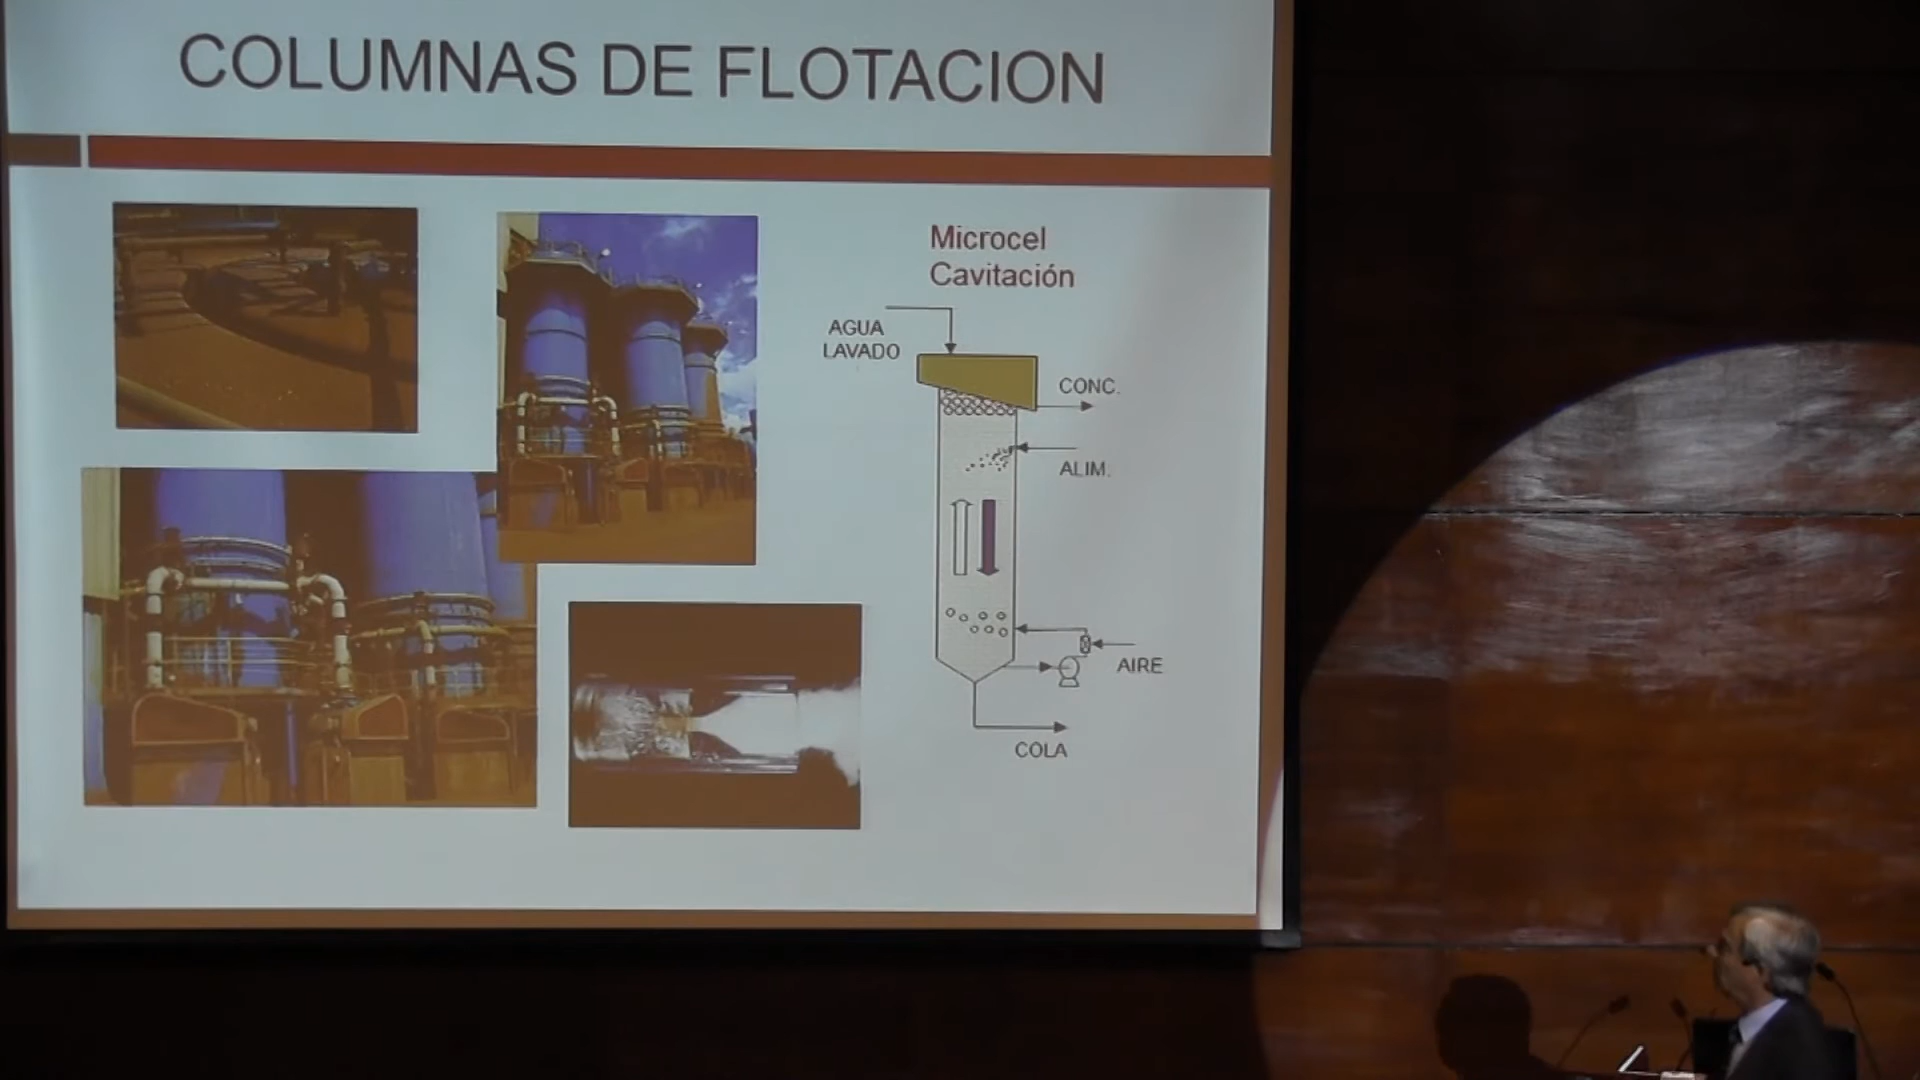 COLUMNAS DE FLOTACION
Microcel
Cavitación
AGUA
LAVADO
CONC.
ALIM.
AIRE
COLA